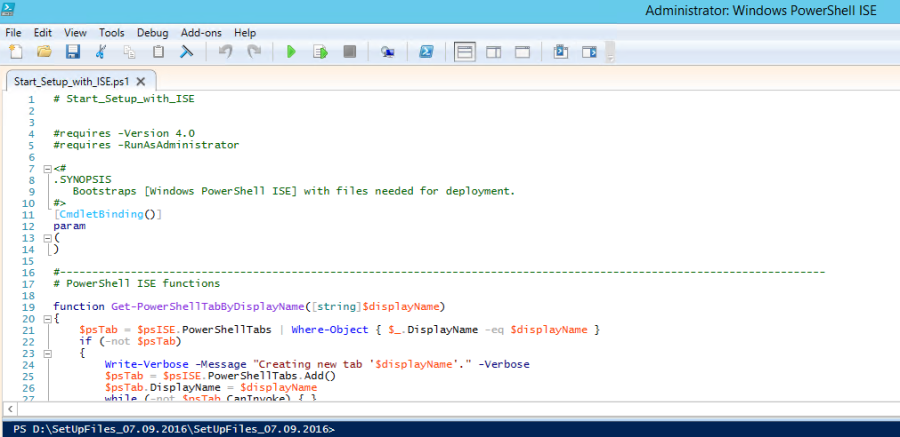 Administrator: Windows PowerShell ISE
File Edit View Tools Debug Add-ons Help
Start_Setup_with_ISE.ps1 X
1 # Start_Setup_with_ISE
2
3
4 #requires -Version 4.0
5 #requires -RunAsAdministrator
6
7 <#
8 .SYNOPSIS
9 Bootstraps [Windows PowerShell ISE] with files needed for deployment.
10 #>
11 [CmdletBinding()]
12 param
13 (
14 )
15
16 #-----------------------------------------------------------------------------------------------------------------------
17 # PowerShell ISE functions
18
19 function Get-PowerShellTabByDisplayName([string]$displayName)
20 {
21 $psTab = $psISE.PowerShellTabs | Where-Object { $_.DisplayName -eq $displayName }
22 if (-not $psTab)
23 {
24 Write-Verbose -Message "Creating new tab '$displayName'." -Verbose
25 $psTab = $psISE.PowerShellTabs.Add()
26 $psTab.DisplayName = $displayName
27 while (-not $psTab.CanInvoke) { }
PS D:\SetUpFiles_07.09.2016\SetUpFiles_07.09.2016>